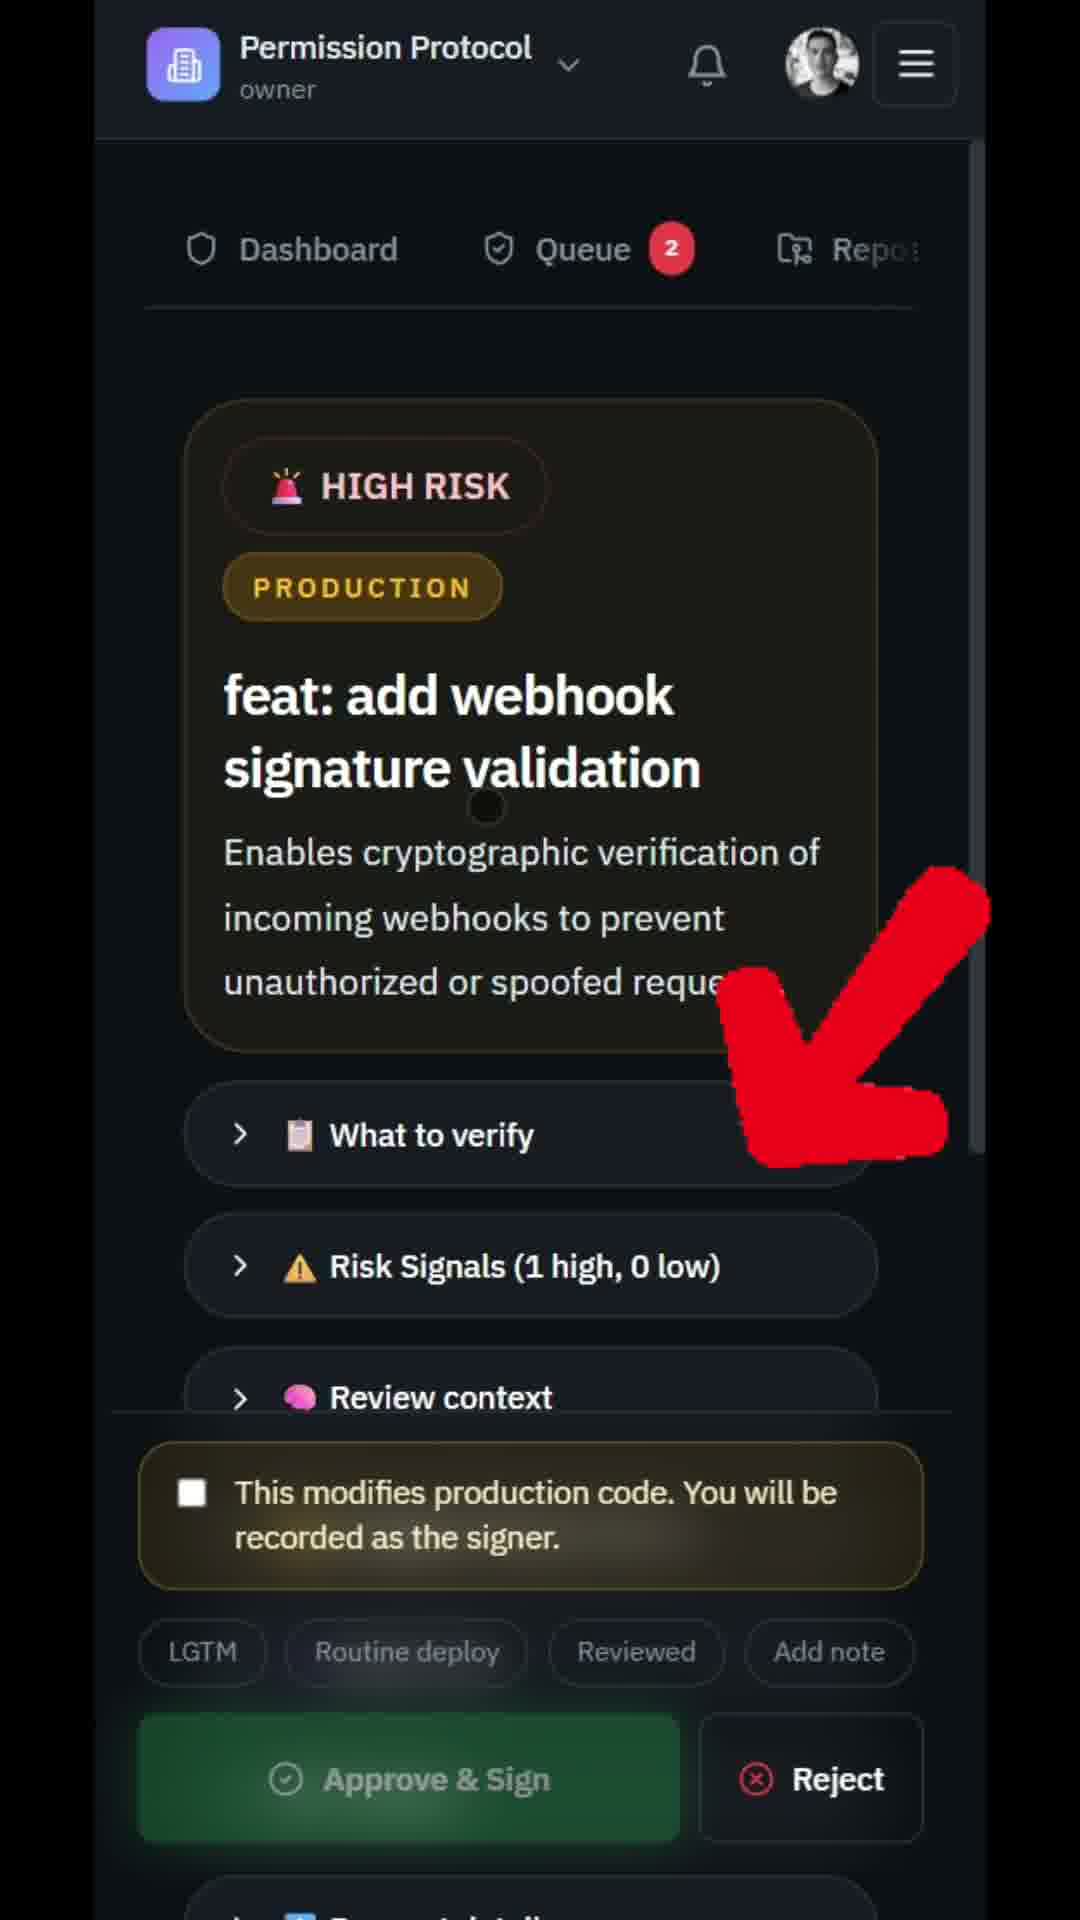 Permission Protocol
owner
Dashboard
Queue
2
HIGH RISK
PRODUCTION
feat: add webhook
signature validation
Enables cryptographic verification of
incoming webhooks to prevent
unauthorized or spoofed
What to verify
Risk Signals (1 high, 0 low)
Review context
This modifies production code. You will be
recorded as the signer.
LGTM
Routine deploy
Reviewed
Add note
Approve & Sign
Reject